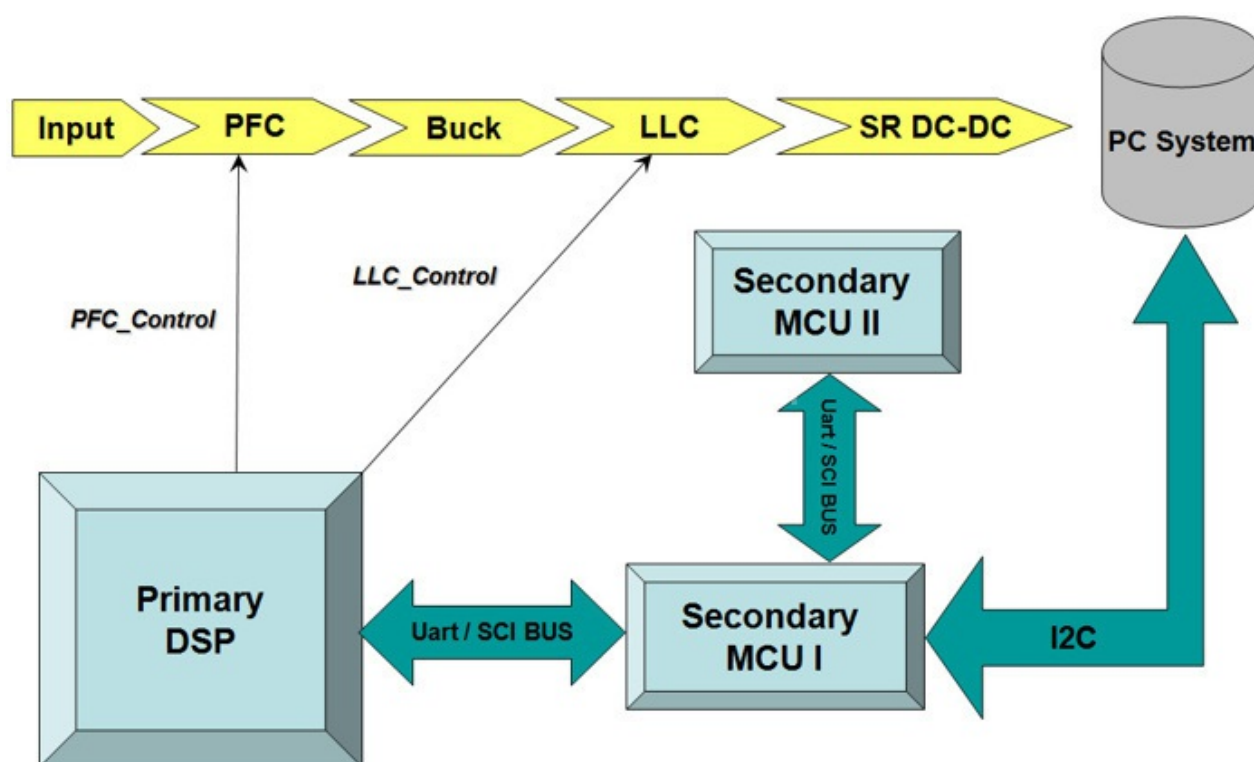 Input
PFC
Buck
LLC
SR DC-DC
PC System
LLC_Control
PFC_Control
Secondary
MCU II
Uart / SCI BUS
Primary
DSP
Uart / SCI BUS
Secondary
MCU I
I2C